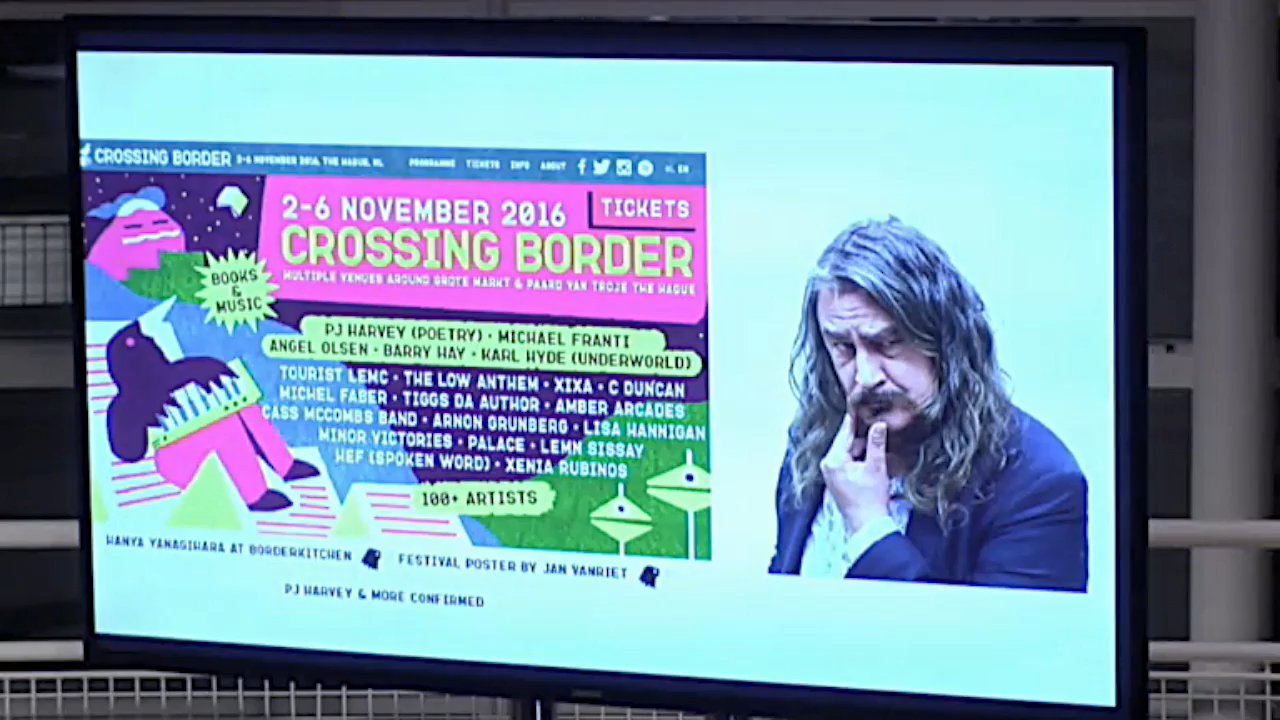 CROSSING BORDER 2-6 NOVEMBER 2016, THE HAGUE, NL PROGRAMME TICKETS INFO ABOUT NL EN
2-6 NOVEMBER 2016 TICKETS
CROSSING BORDER
MULTIPLE VENUES AROUND GROTE MARKT & PAARD VAN TROJE THE HAGUE
BOOKS
&
MUSIC
PJ HARVEY (POETRY) · MICHAEL FRANTI
ANGEL OLSEN · BARRY HAY · KARL HYDE (UNDERWORLD)
TOURIST LEMC · THE LOW ANTHEM · XIXA · C DUNCAN
MICHEL FABER · TIGGS DA AUTHOR · AMBER ARCADES
CASS MCCOMBS BAND · ARNON GRUNBERG · LISA HANNIGAN
MINOR VICTORIES · PALACE · LEMN SISSAY
HEF (SPOKEN WORD) · XENIA RUBINOS
100+ ARTISTS
HANYA YANAGIHARA AT BORDERKITCHEN FESTIVAL POSTER BY JAN VANRIET
PJ HARVEY & MORE CONFIRMED